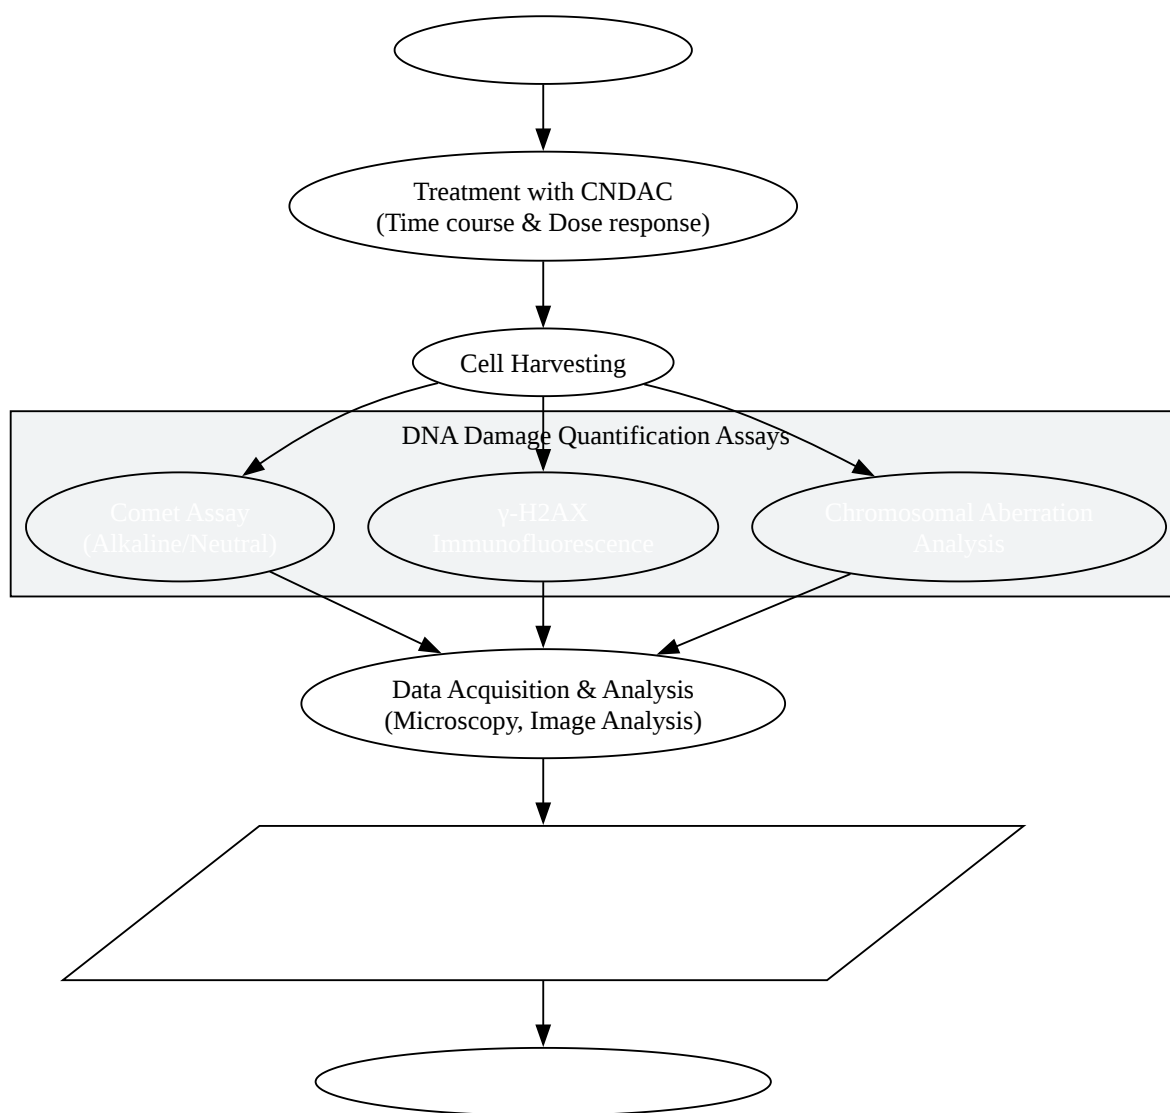 Treatment with CNDAC
(Time course & Dose response)
Cell Harvesting
DNA Damage Quantification Assays
Comet Assay
(Alkaline/Neutral)
γ-H2AX
Immunofluorescence
Chromosomal Aberration
Analysis
Data Acquisition & Analysis
(Microscopy, Image Analysis)